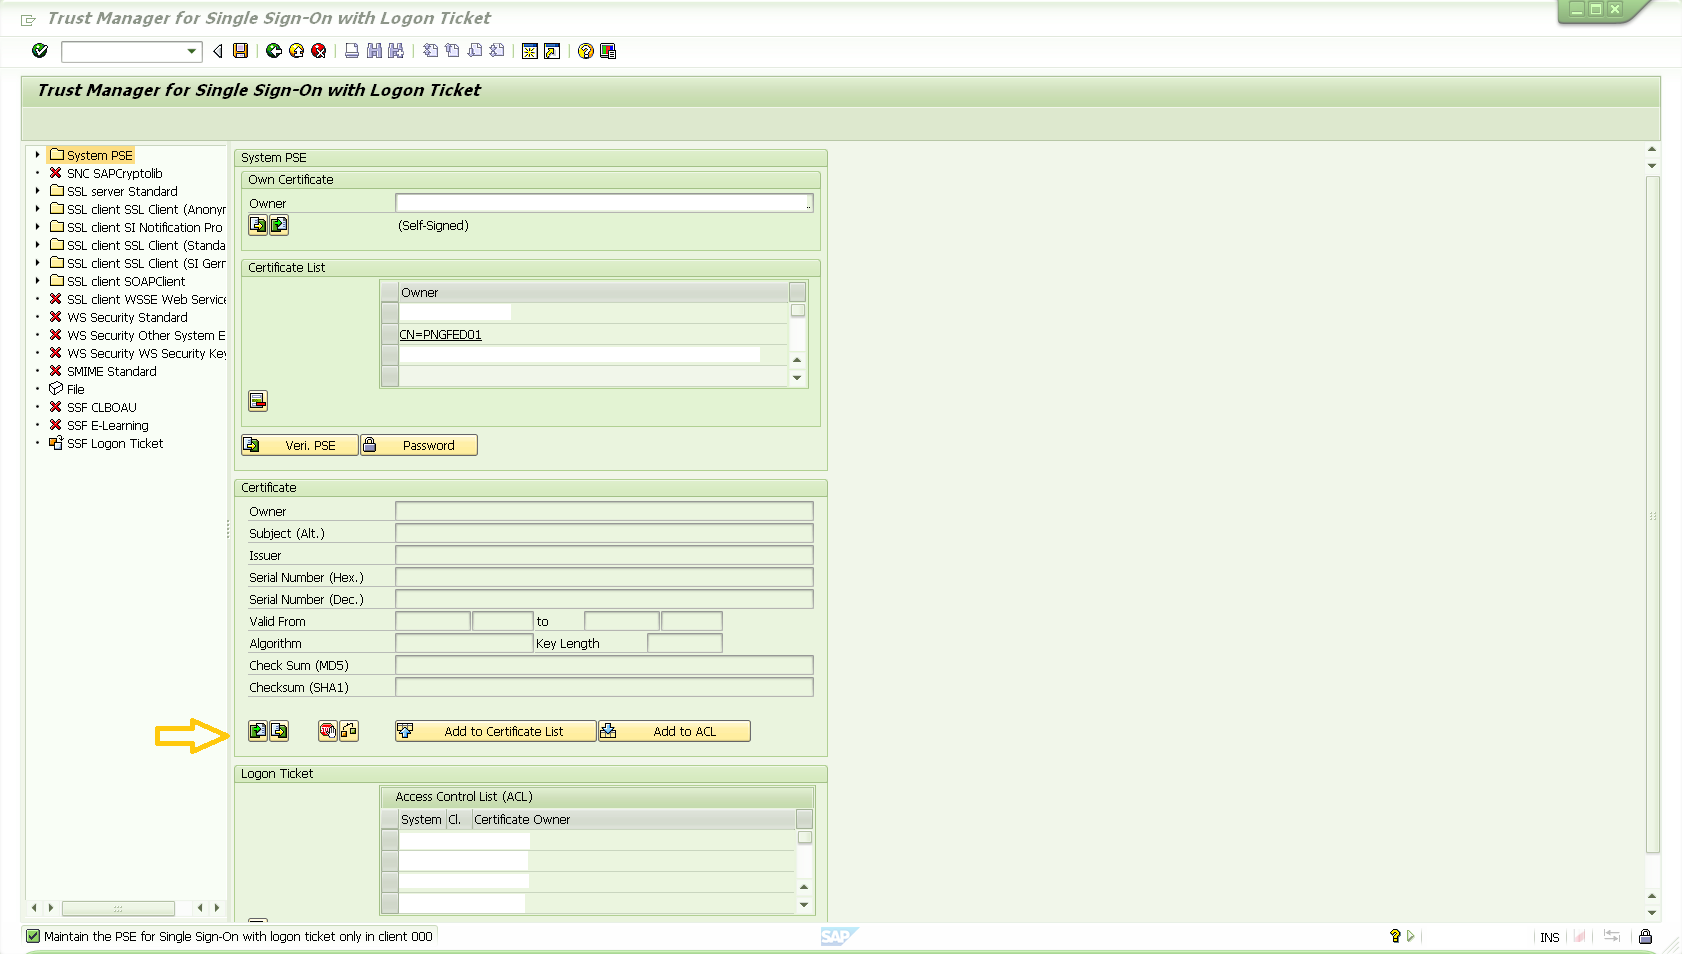 Trust Manager for Single Sign-On with Logon Ticket
Trust Manager for Single Sign-On with Logon Ticket
System PSE
SNC SAPCryptolib
SSL server Standard
SSL client SSL Client (Anonyr
SSL client SI Notification Pro
SSL client SSL Client (Standa
SSL client SSL Client (SI Gerr
SSL client SOAPClient
SSL client WSSE Web Service
WS Security Standard
WS Security Other System E
WS Security WS Security Key
SMIME Standard
File
SSF CLBOAU
SSF E-Learning
SSF Logon Ticket
System PSE
Own Certificate
Owner
(Self-Signed)
Certificate List
Owner
CN=PNGFED01
Veri. PSE Password
Certificate
Owner
Subject (Alt.)
Issuer
Serial Number (Hex.)
Serial Number (Dec.)
Valid From to
Algorithm Key Length
Check Sum (MD5)
Checksum (SHA1)
Add to Certificate List Add to ACL
Logon Ticket
Access Control List (ACL)
System Cl. Certificate Owner
Maintain the PSE for Single Sign-On with logon ticket only in client 000
SAP
INS